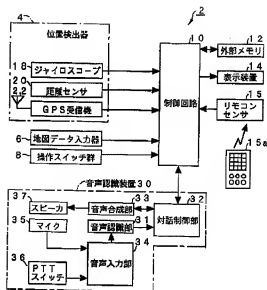 2
4
位置検出器
18
ジャイロスコープ
20
距離センサ
22
GPS受信機
6
地図データ入力器
8
操作スイッチ群
10
制御回路
12
外部メモリ
14
表示装置
15
リモコン
センサ
15a
音声認識装置30
37
スピーカ
35
マイク
36
PTT
スイッチ
33
音声合成部
31
音声認識部
34
音声入力部
32
対話制御部